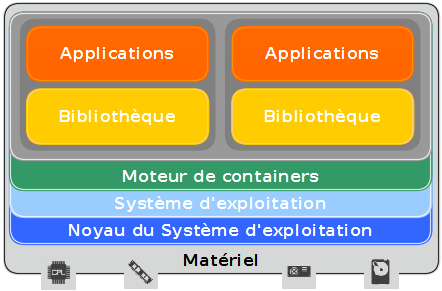 Applications Applications
Bibliothèque Bibliothèque
Moteur de containers
Système d'exploitation
Noyau du Système d'exploitation
Matériel
CPU